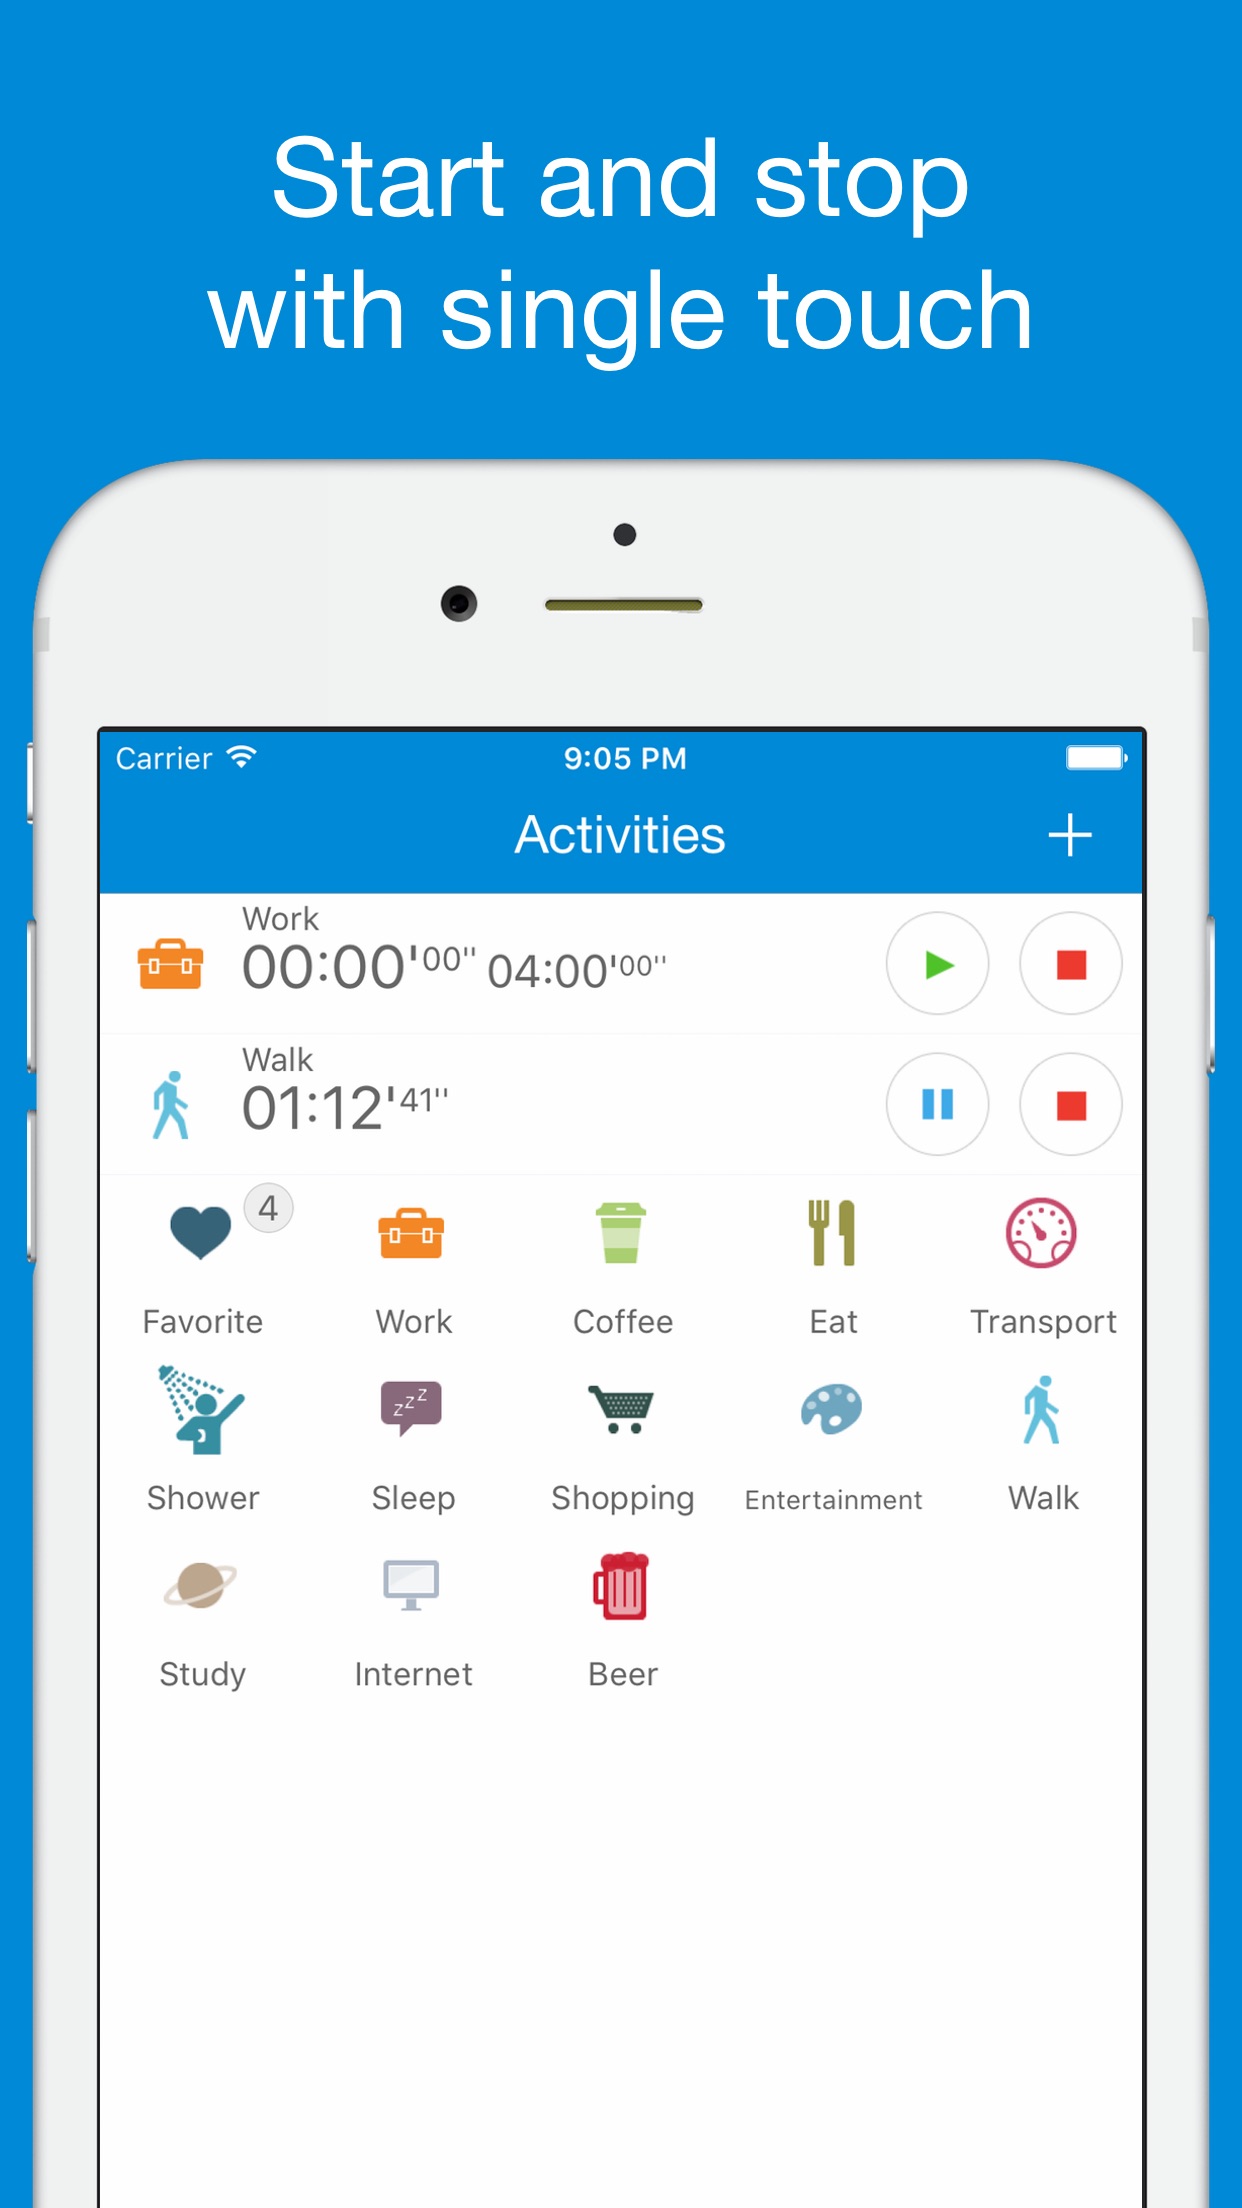 Start and stop
with single touch
Carrier 9:05 PM
Activities
Work
00:00'00'' 04:00'00''
Walk
01:12'41''
4
Favorite Work Coffee Eat Transport
zzz
Shower Sleep Shopping Entertainment Walk
Study Internet Beer